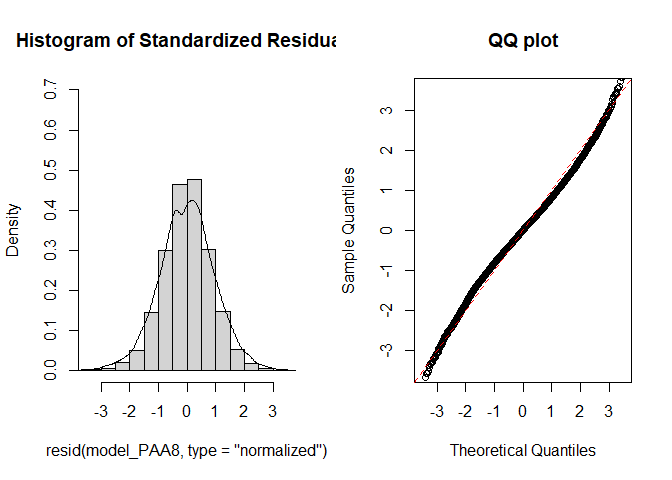 Histogram of Standardized Residua
Density
0.0 0.1 0.2 0.3 0.4 0.5 0.6 0.7
-3 -2 -1 0 1 2 3
resid(model_PAA8, type = "normalized")
QQ plot
Sample Quantiles
-3 -2 -1 0 1 2 3
-3 -2 -1 0 1 2 3
Theoretical Quantiles